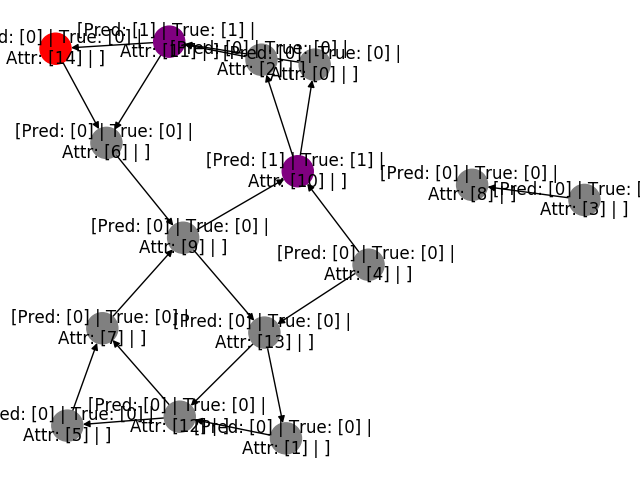 [Pred: [1] | True: [1] |
Attr: [11] | ]
d: [0] | True: [0] |
Attr: [14] | ]
[Pred: [0] | True: [0] |
Attr: [2] | ]
[Pred: [0] | True: [0] |
Attr: [0] | ]
[Pred: [0] | True: [0] |
Attr: [6] | ]
[Pred: [1] | True: [1] |
Attr: [10] | ]
[Pred: [0] | True: [0] |
Attr: [8] | ]
[Pred: [0] | True: [
Attr: [3] | ]
[Pred: [0] | True: [0] |
Attr: [9] | ]
[Pred: [0] | True: [0] |
Attr: [4] | ]
[Pred: [0] | True: [0] |
Attr: [7] | ]
[Pred: [0] | True: [0] |
Attr: [13] | ]
[Pred: [0] | True: [0] |
Attr: [12] | ]
ed: [0] | True: [0] |
Attr: [5] | ]
[Pred: [0] | True: [0] |
Attr: [1] | ]